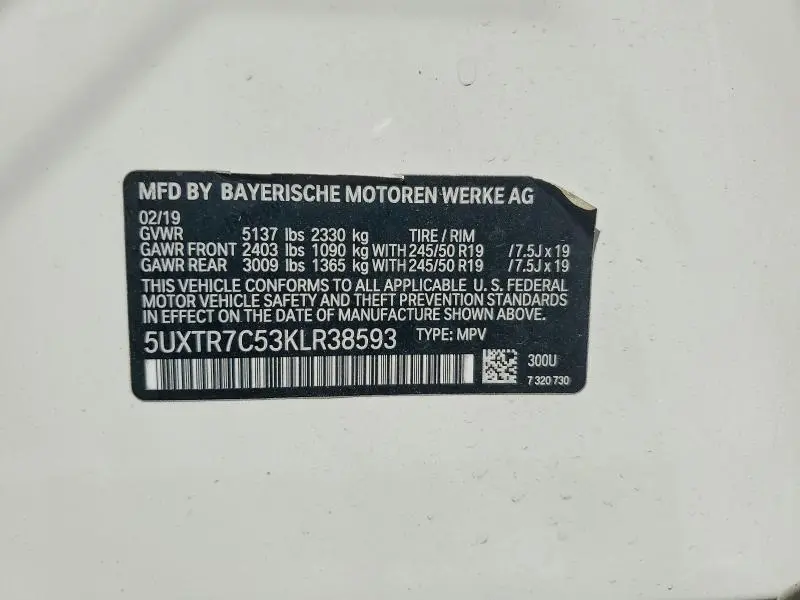 MFD BY BAYERISCHE MOTOREN WERKE AG
02/19
GVWR 5137 lbs 2330 kg TIRE / RIM
GAWR FRONT 2403 lbs 1090 kg WITH 245/50 R19 /7.5J x 19
GAWR REAR 3009 lbs 1365 kg WITH 245/50 R19 /7.5J x 19
THIS VEHICLE CONFORMS TO ALL APPLICABLE U. S. FEDERAL
MOTOR VEHICLE SAFETY AND THEFT PREVENTION STANDARDS
IN EFFECT ON THE DATE OF MANUFACTURE SHOWN ABOVE.
5UXTR7C53KLR38593 TYPE: MPV
300U
7 320 730